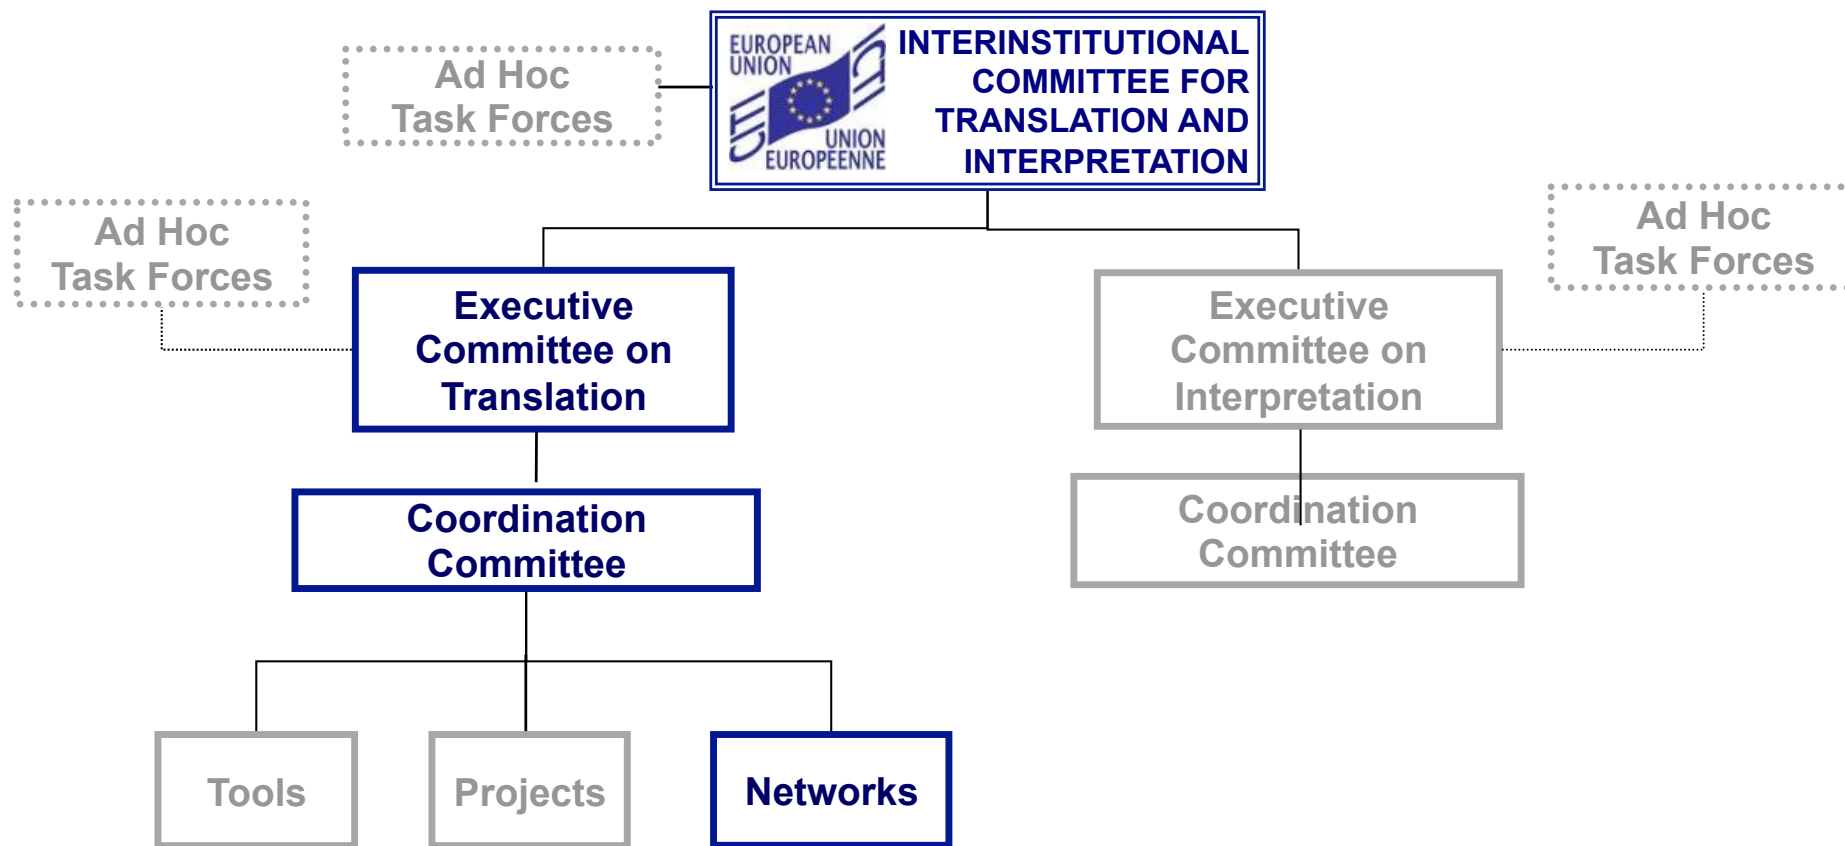 Ad Hoc
Task Forces
EUROPEAN
UNION
UNION
EUROPEENNE
INTERINSTITUTIONAL
COMMITTEE FOR
TRANSLATION AND
INTERPRETATION
Ad Hoc
Task Forces
Ad Hoc
Task Forces
Executive
Committee on
Translation
Executive
Committee on
Interpretation
Coordination
Committee
Coordination
Committee
Tools
Projects
Networks